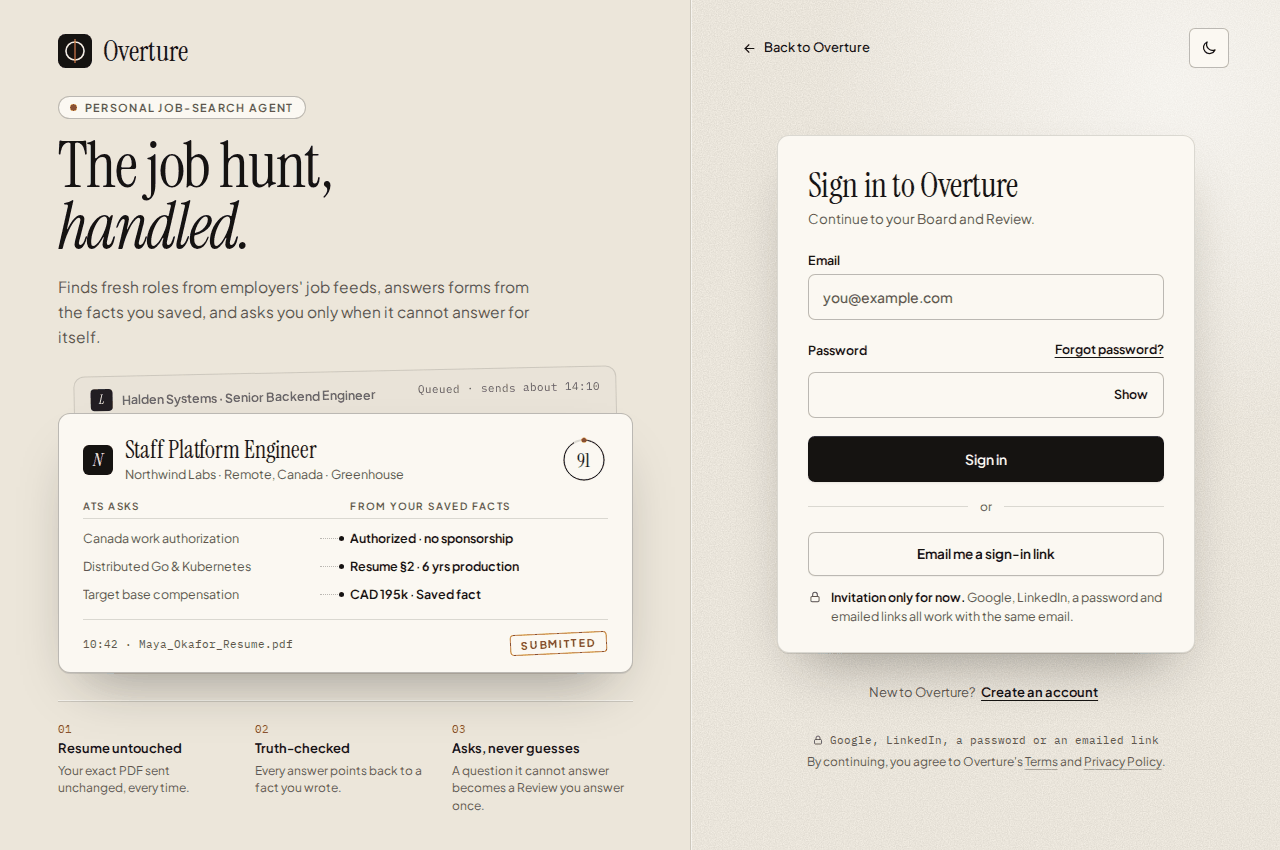 Overture
PERSONAL JOB-SEARCH AGENT
The job hunt,
handled.
Finds fresh roles from employers' job feeds, answers forms from
the facts you saved, and asks you only when it cannot answer for
itself.
L Halden Systems · Senior Backend Engineer Queued · sends about 14:10
N Staff Platform Engineer 91
Northwind Labs · Remote, Canada · Greenhouse
ATS ASKS FROM YOUR SAVED FACTS
Canada work authorization Authorized · no sponsorship
Distributed Go & Kubernetes Resume §2 · 6 yrs production
Target base compensation CAD 195k · Saved fact
10:42 · Maya_Okafor_Resume.pdf SUBMITTED
01
Resume untouched
Your exact PDF sent
unchanged, every time.
02
Truth-checked
Every answer points back to a
fact you wrote.
03
Asks, never guesses
A question it cannot answer
becomes a Review you answer
once.
← Back to Overture
Sign in to Overture
Continue to your Board and Review.
Email
you@example.com
Password Forgot password?
Show
Sign in
or
Email me a sign-in link
Invitation only for now. Google, LinkedIn, a password and
emailed links all work with the same email.
New to Overture? Create an account
Google, LinkedIn, a password or an emailed link
By continuing, you agree to Overture's Terms and Privacy Policy.